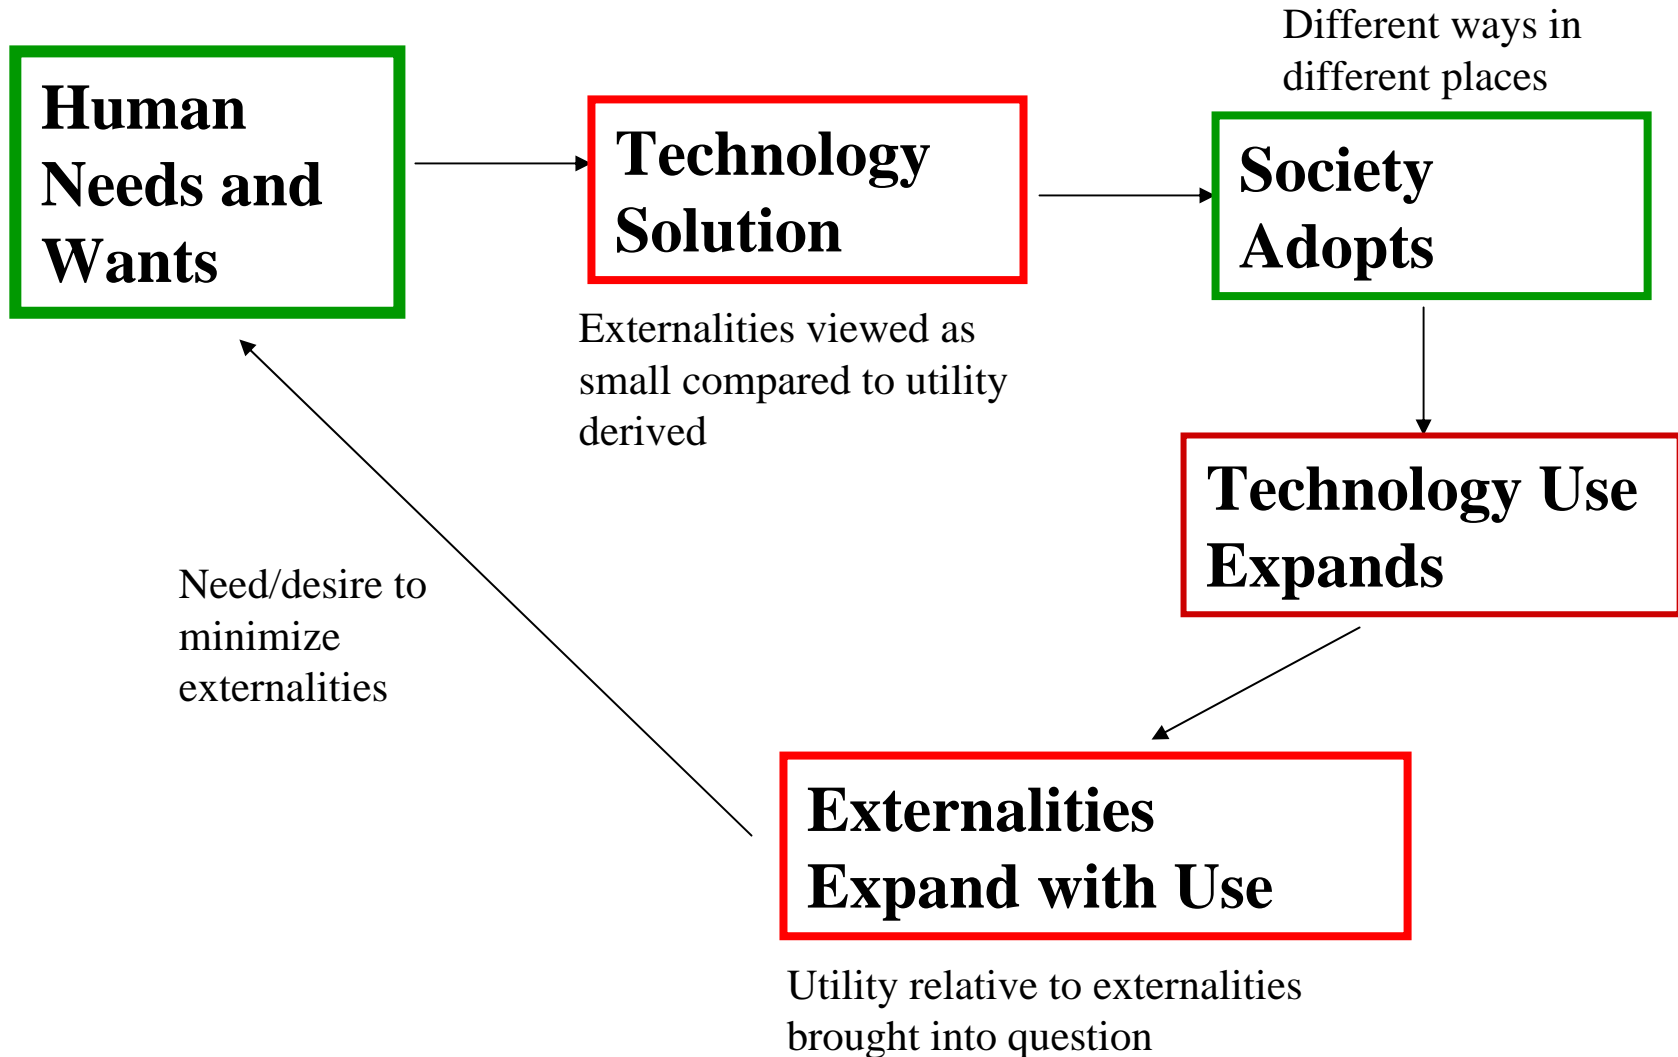 Human
Needs and
Wants
Technology
Solution
Externalities viewed as
small compared to utility
derived
Different ways in
different places
Society
Adopts
Technology Use
Expands
Externalities
Expand with Use
Utility relative to externalities
brought into question
Need/desire to
minimize
externalities